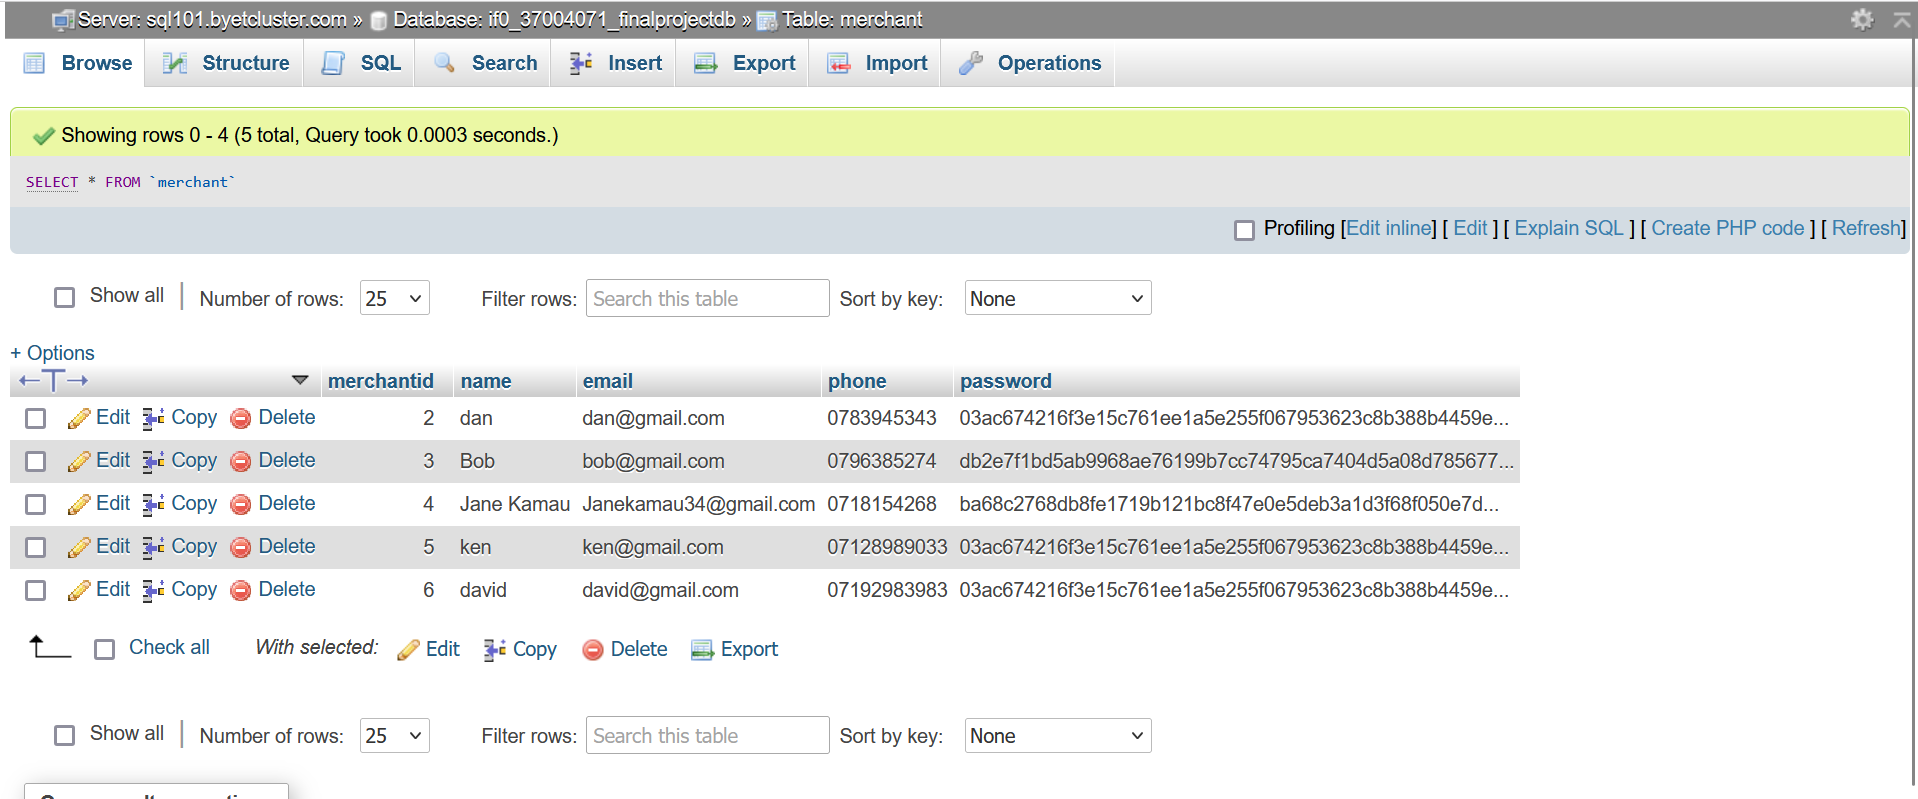 Server: sql101.byetcluster.com » Database: if0_37004071_finalprojectdb » Table: merchant
Browse Structure SQL Search Insert Export Import Operations
Showing rows 0 - 4 (5 total, Query took 0.0003 seconds.)
SELECT * FROM `merchant`
Profiling [Edit inline] [ Edit ] [ Explain SQL ] [ Create PHP code ] [ Refresh]
Show all | Number of rows: 25 Filter rows: Search this table Sort by key: None
+ Options
←T→ merchantid name email phone password
Edit Copy Delete 2 dan dan@gmail.com 0783945343 03ac674216f3e15c761ee1a5e255f067953623c8b388b4459e...
Edit Copy Delete 3 Bob bob@gmail.com 0796385274 db2e7f1bd5ab9968ae76199b7cc74795ca7404d5a08d785677...
Edit Copy Delete 4 Jane Kamau Janekamau34@gmail.com 0718154268 ba68c2768db8fe1719b121bc8f47e0e5deb3a1d3f68f050e7d...
Edit Copy Delete 5 ken ken@gmail.com 07128989033 03ac674216f3e15c761ee1a5e255f067953623c8b388b4459e...
Edit Copy Delete 6 david david@gmail.com 07192983983 03ac674216f3e15c761ee1a5e255f067953623c8b388b4459e...
Check all With selected: Edit Copy Delete Export
Show all | Number of rows: 25 Filter rows: Search this table Sort by key: None